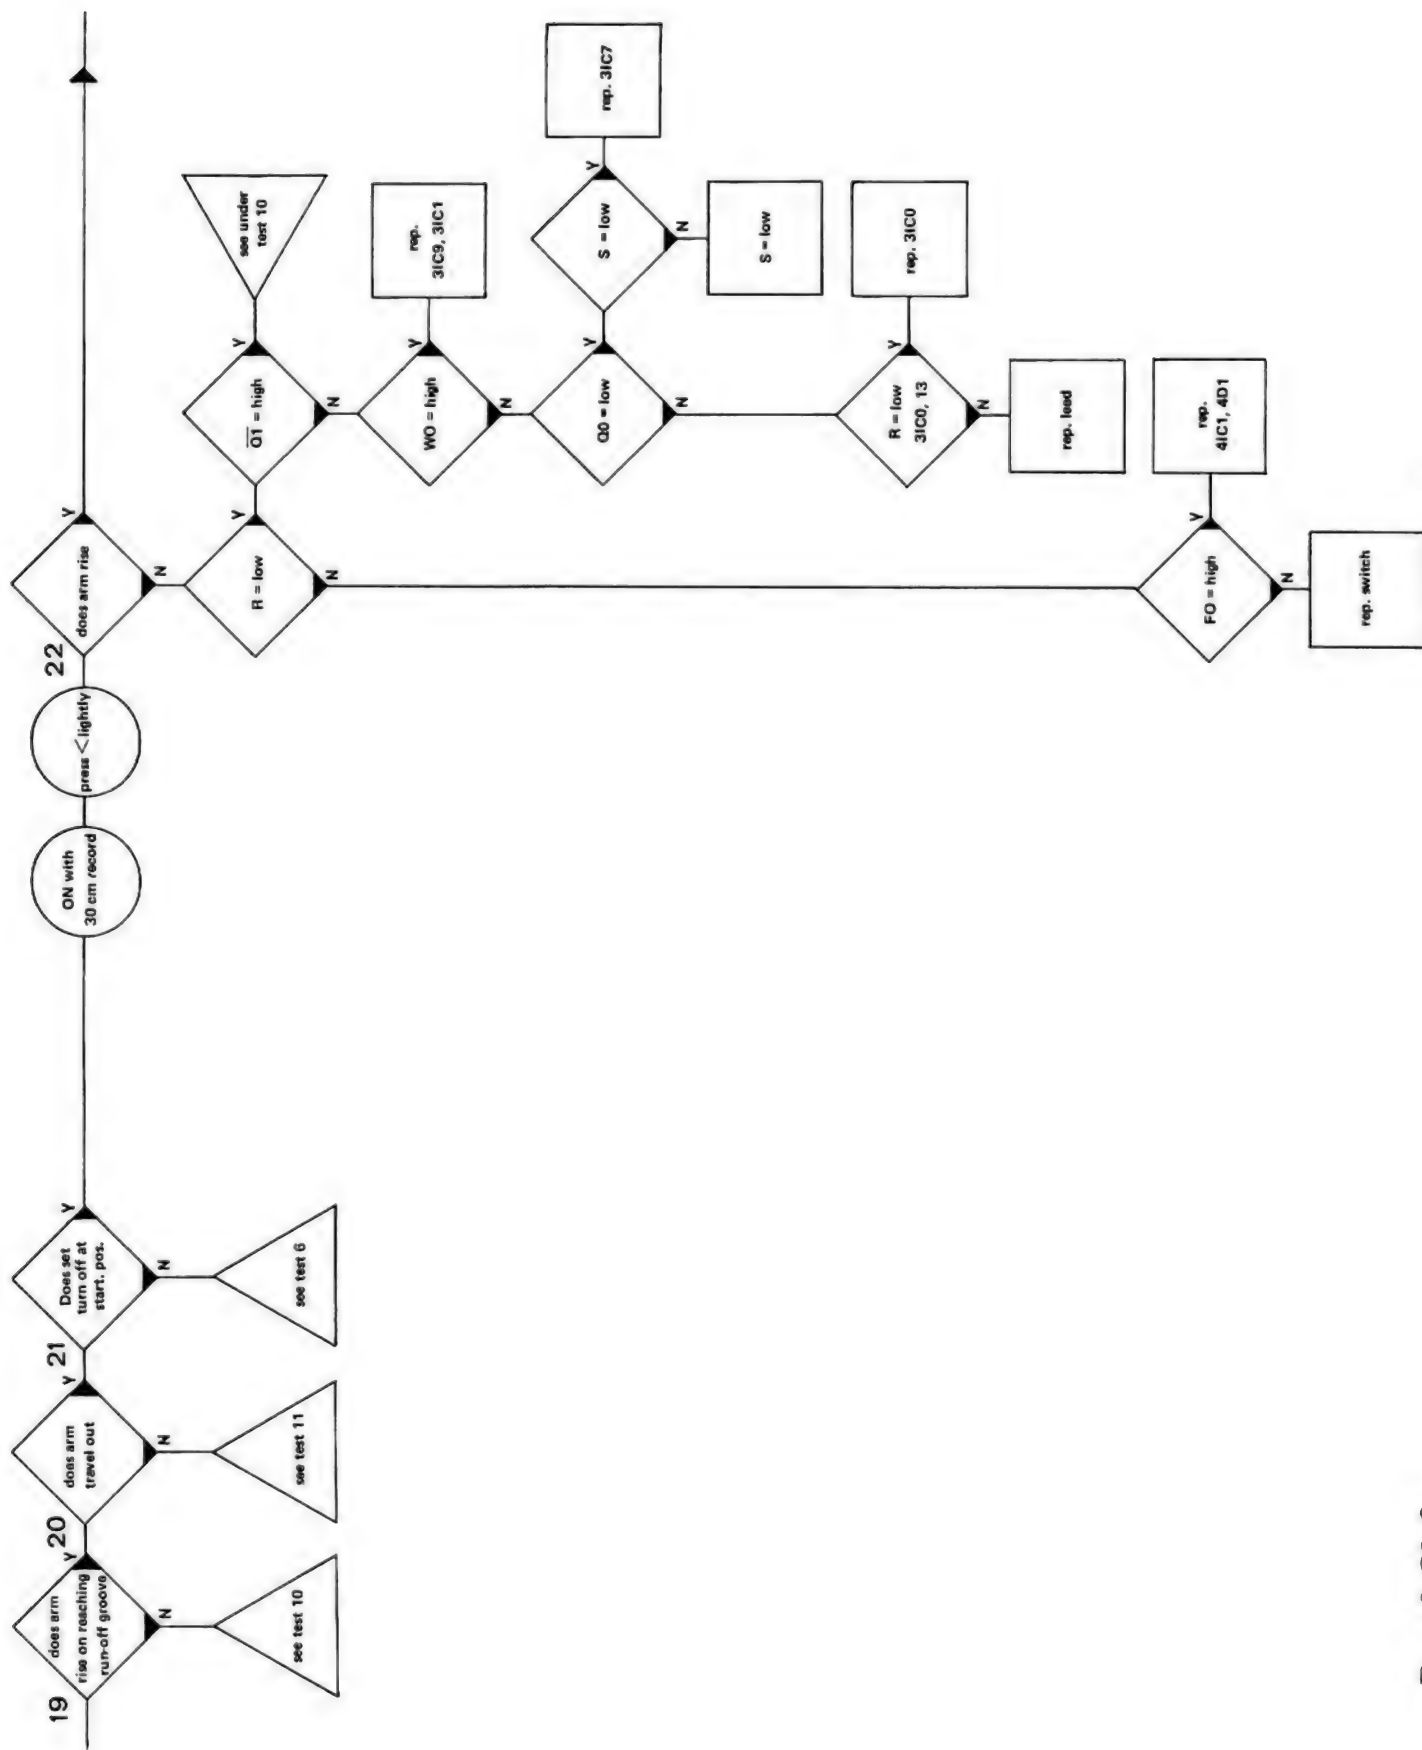 19
does arm
rise on reaching
run-off groove
Y
N
see test 10
20
does arm
travel out
Y
N
see test 11
21
Does set
turn off at
start. pos.
Y
N
see test 6
ON with
30 cm record
press < lightly
22
does arm rise
Y
N
R = low
Y
N
Q1 = high
Y
N
see under
test 10
WO = high
Y
N
rep.
3IC9, 3IC1
Q0 = low
Y
N
S = low
Y
N
rep. 3IC7
S = low
R = low
3IC0, 13
Y
N
rep. 3IC0
rep. lead
FO = high
Y
N
rep.
4IC1, 4D1
rep. switch